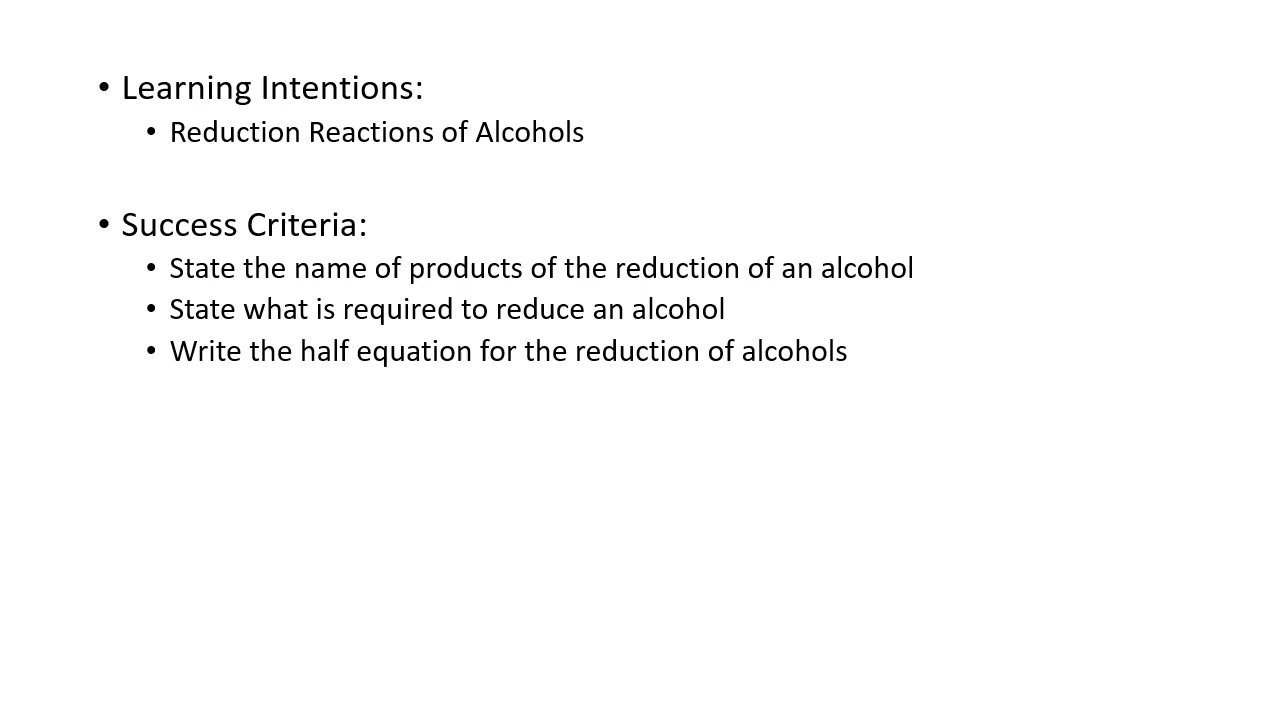 • Learning Intentions:
• Reduction Reactions of Alcohols
• Success Criteria:
• State the name of products of the reduction of an alcohol
• State what is required to reduce an alcohol
• Write the half equation for the reduction of alcohols